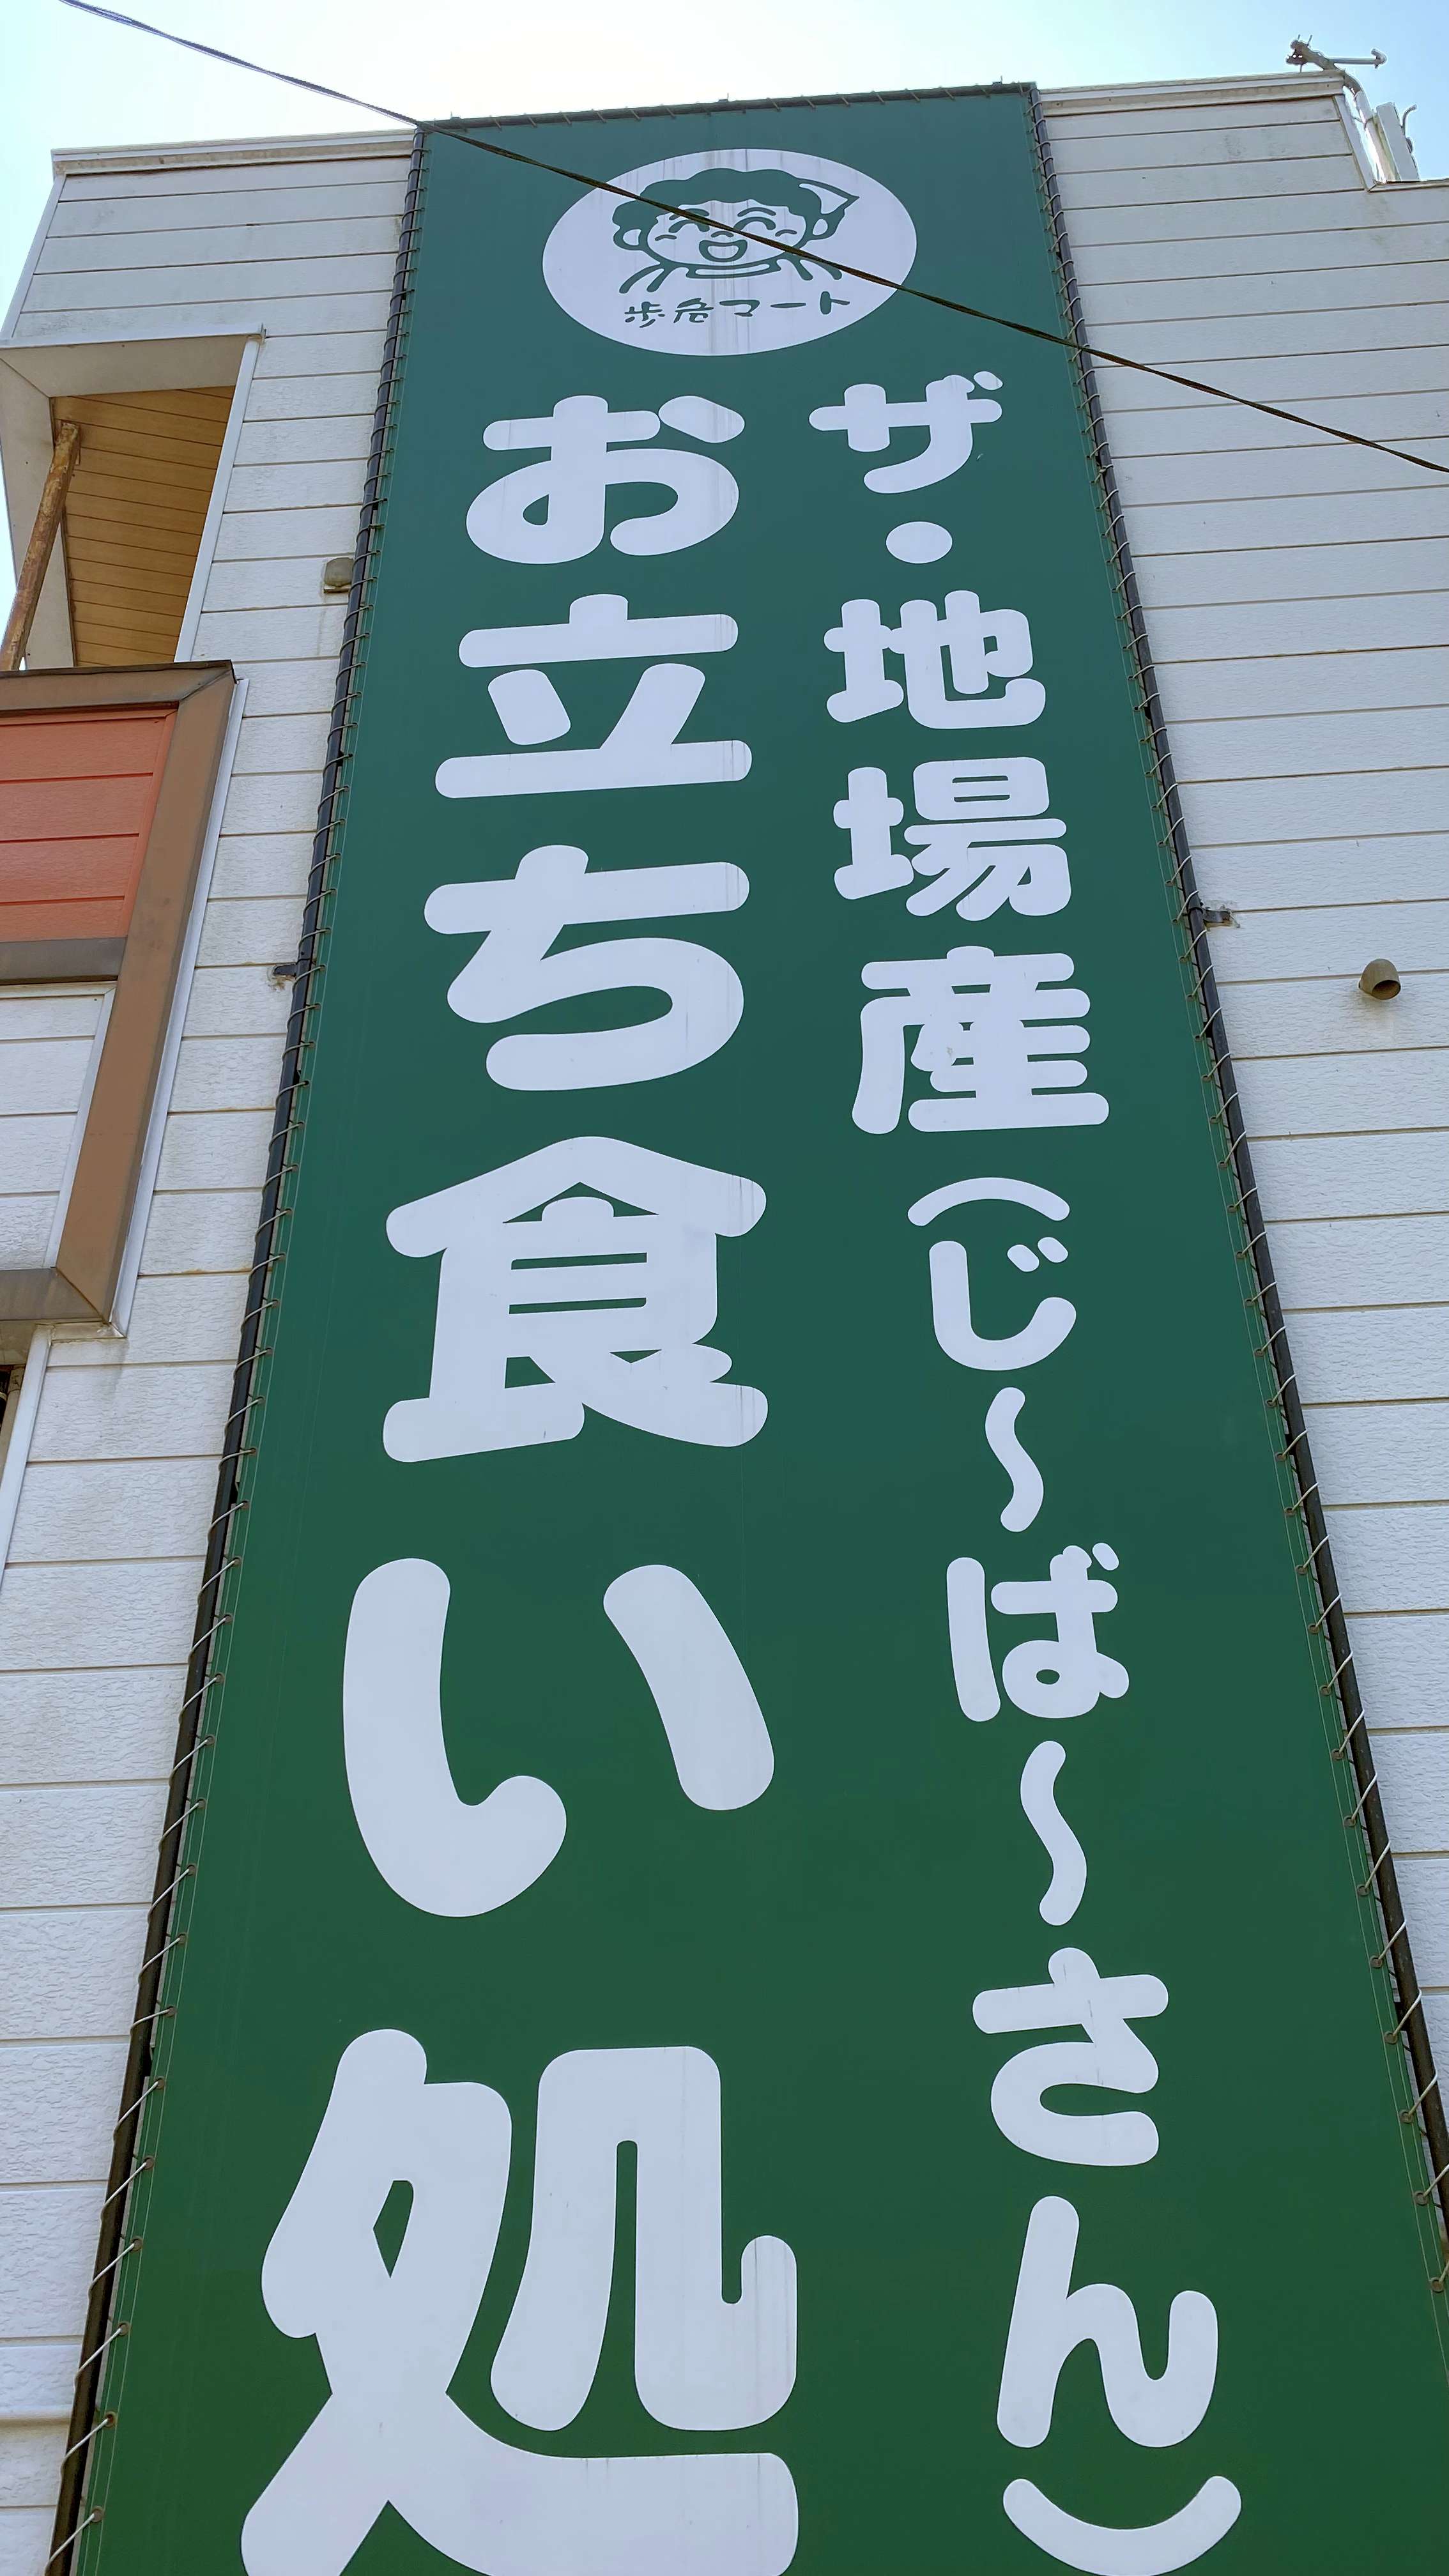 歩危マート
ザ・地場産(じ〜ば〜さん)
お立ち食い処